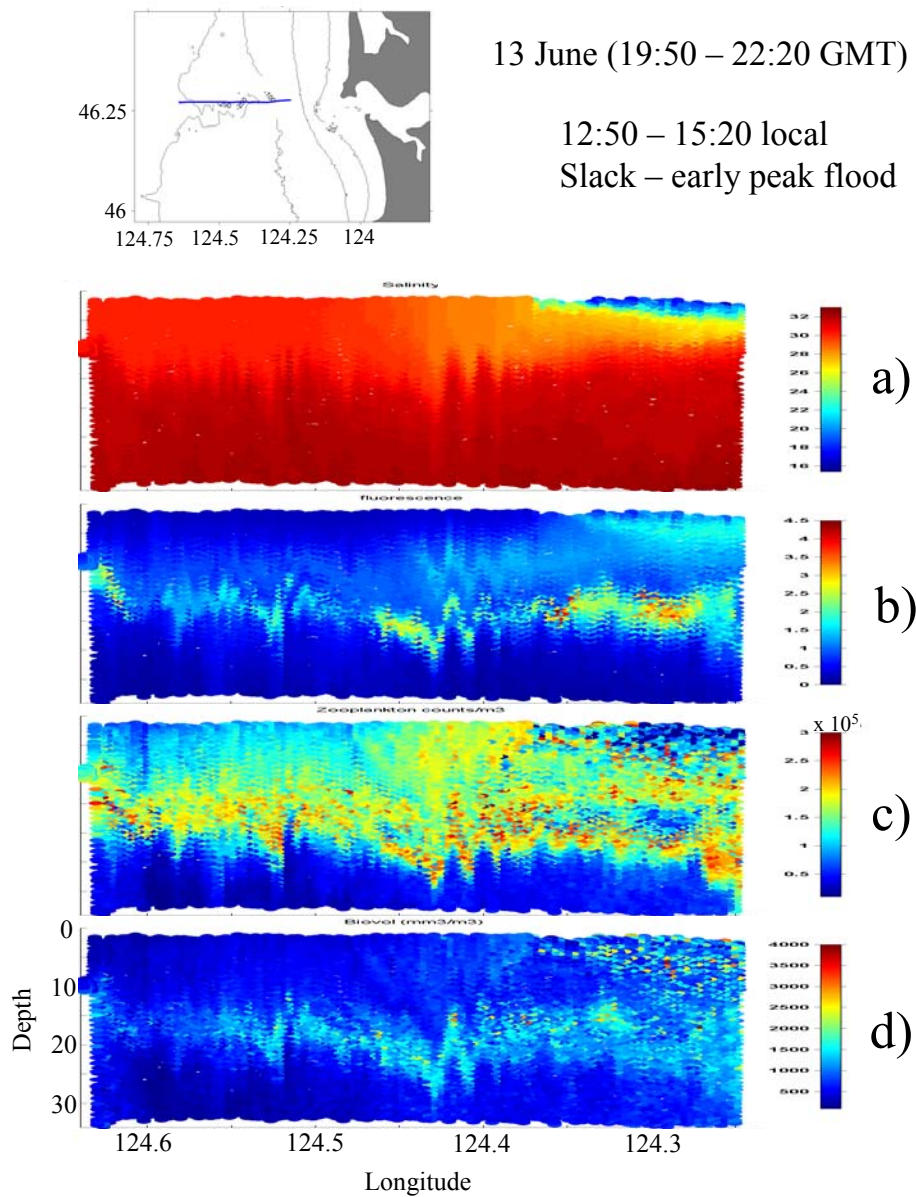 13 June (19:50 – 22:20 GMT)
12:50 – 15:20 local
Slack – early peak flood
46.25
46
124.75 124.5 124.25 124
Salinity
32
30
28
26
24
22
20
18
16
a)
fluorescence
4.5
4
3.5
3
2.5
2
1.5
1
0.5
0
b)
Zooplankton counts/m3
x 10^5
3
2.5
2
1.5
1
0.5
c)
Biovol (mm3/m3)
0
10
20
30
Depth
4000
3500
3000
2500
2000
1500
1000
500
d)
124.6 124.5 124.4 124.3
Longitude